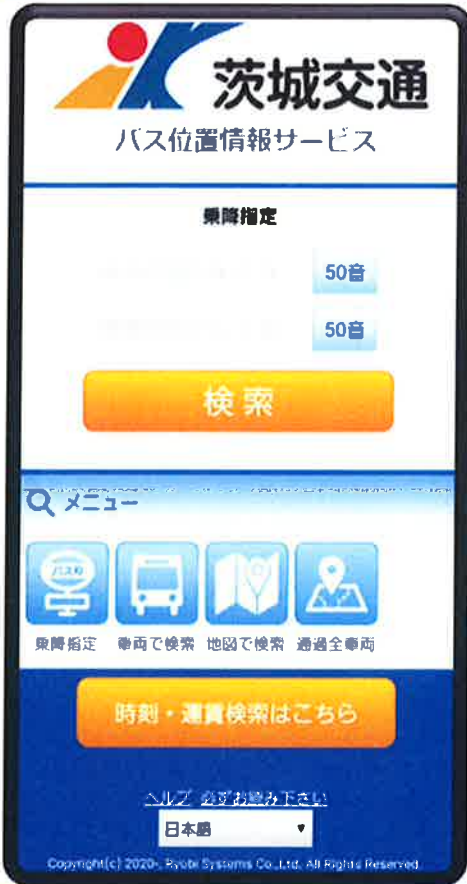 茨城交通
バス位置情報サービス
乗降指定
50音
50音
検索
メニュー
バスの
乗降指定 車両で検索 地図で検索 通過全車両
時刻・運賃検索はこちら
ヘルプ 必ずお読み下さい
日本語 ▼
Copyright(c) 2020-, Ryobi Systems Co.,Ltd. All Rights Reserved.